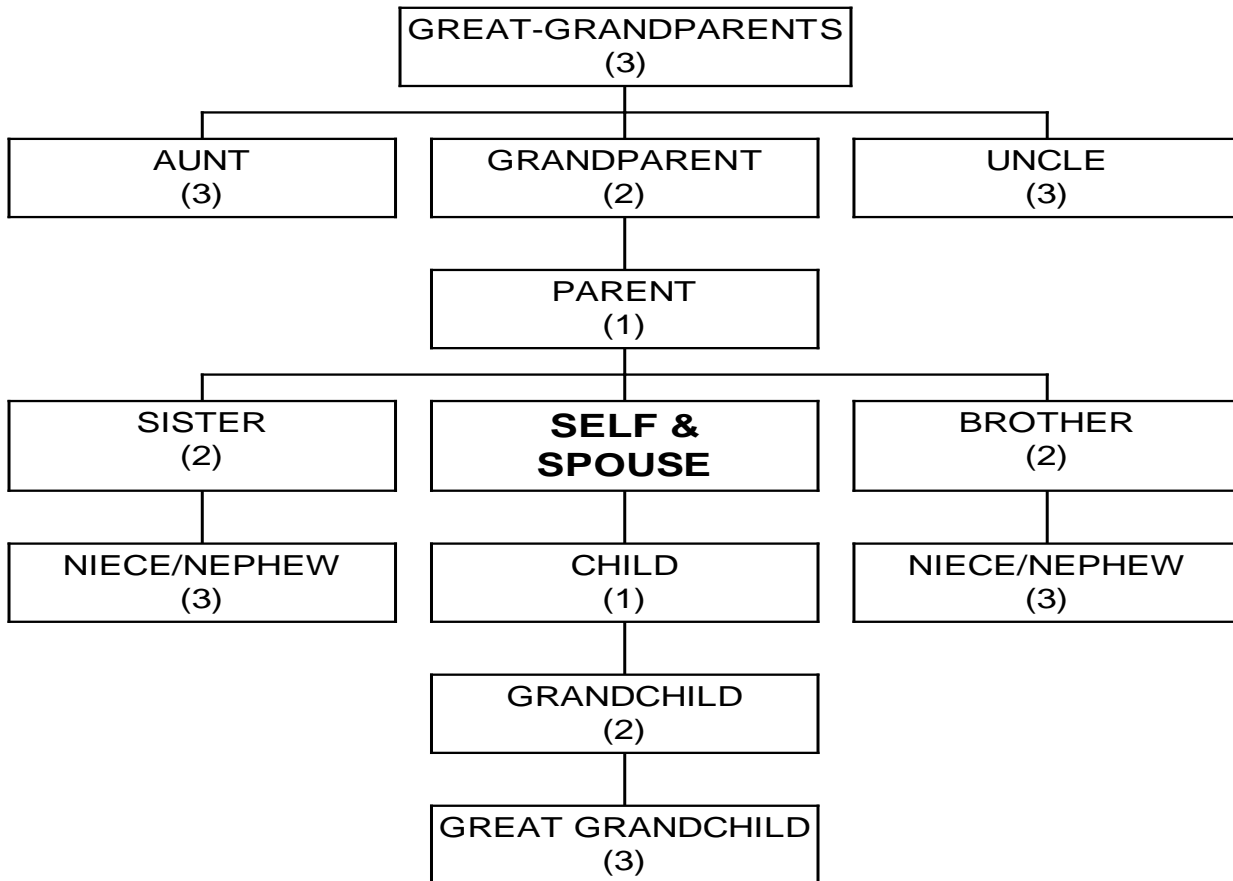 GREAT-GRANDPARENTS
(3)
AUNT
(3)
GRANDPARENT
(2)
UNCLE
(3)
PARENT
(1)
SISTER
(2)
SELF &
SPOUSE
BROTHER
(2)
NIECE/NEPHEW
(3)
CHILD
(1)
NIECE/NEPHEW
(3)
GRANDCHILD
(2)
GREAT GRANDCHILD
(3)